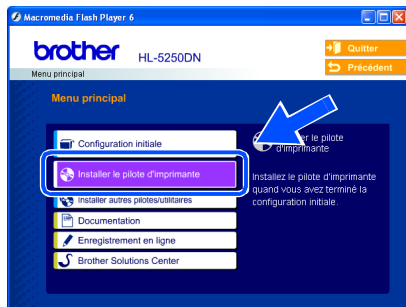 Macromedia Flash Player 6
brother HL-5250DN
Quitter
Précédent
Menu principal
Menu principal
Configuration initiale
Installer le pilote d'imprimante
Installer autres pilotes/utilitaires
Documentation
Enregistrement en ligne
Brother Solutions Center
er le pilote
d'imprimante
Installez le pilote d'imprimante
quand vous avez terminé la
configuration initiale.